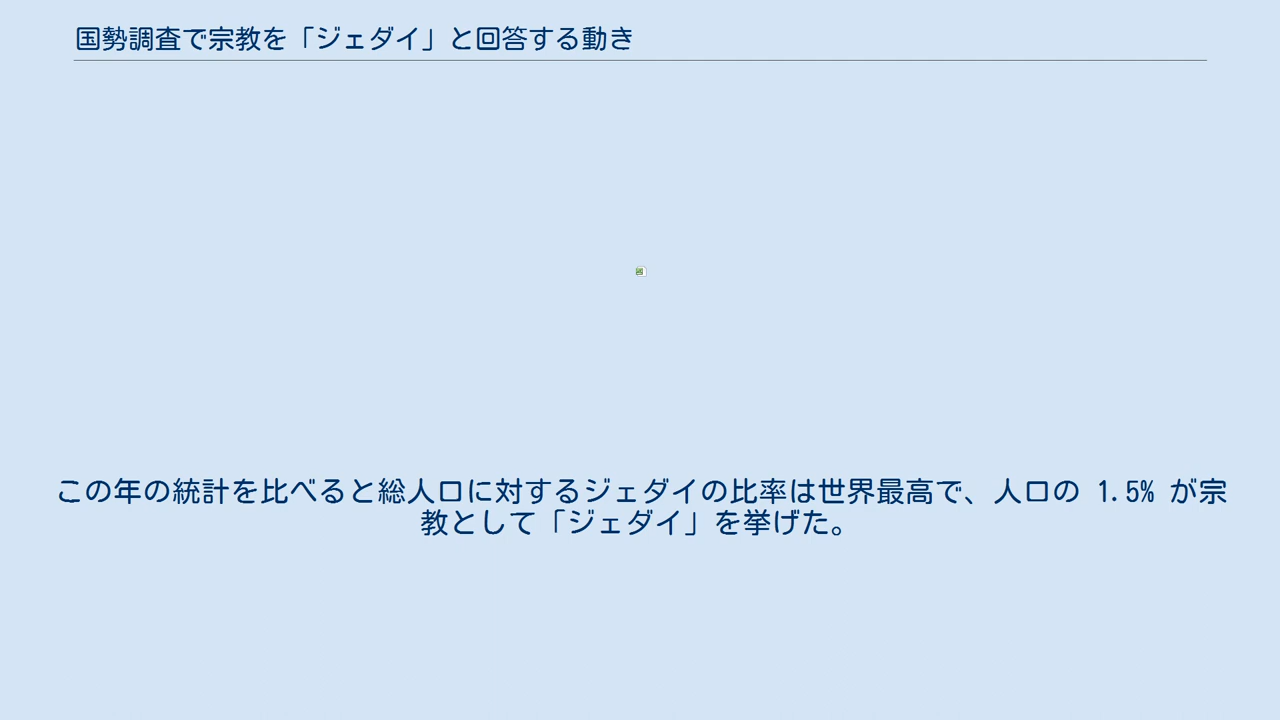 国勢調査で宗教を「ジェダイ」と回答する動き
この年の統計を比べると総人口に対するジェダイの比率は世界最高で、人口の 1.5% が宗
教として「ジェダイ」を挙げた。